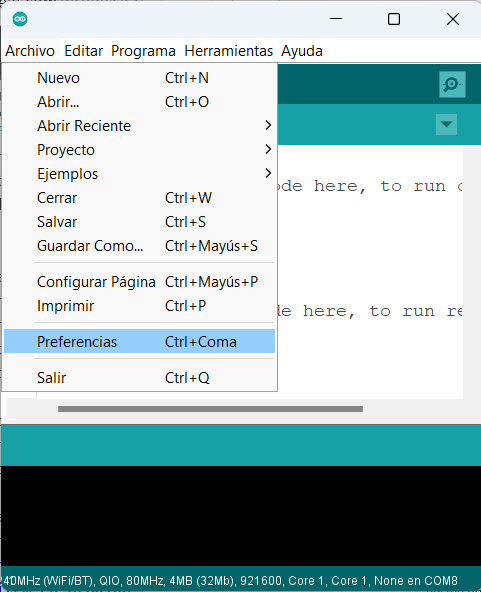 Archivo Editar Programa Herramientas Ayuda
Nuevo Ctrl+N
Abrir... Ctrl+O
Abrir Reciente
Proyecto
Ejemplos
Cerrar Ctrl+W
Salvar Ctrl+S
Guardar Como... Ctrl+Mayús+S
Configurar Página Ctrl+Mayús+P
Imprimir Ctrl+P
Preferencias Ctrl+Coma
Salir Ctrl+Q
ode here, to run o
de here, to run re
240MHz (WiFi/BT), QIO, 80MHz, 4MB (32Mb), 921600, Core 1, Core 1, None en COM8